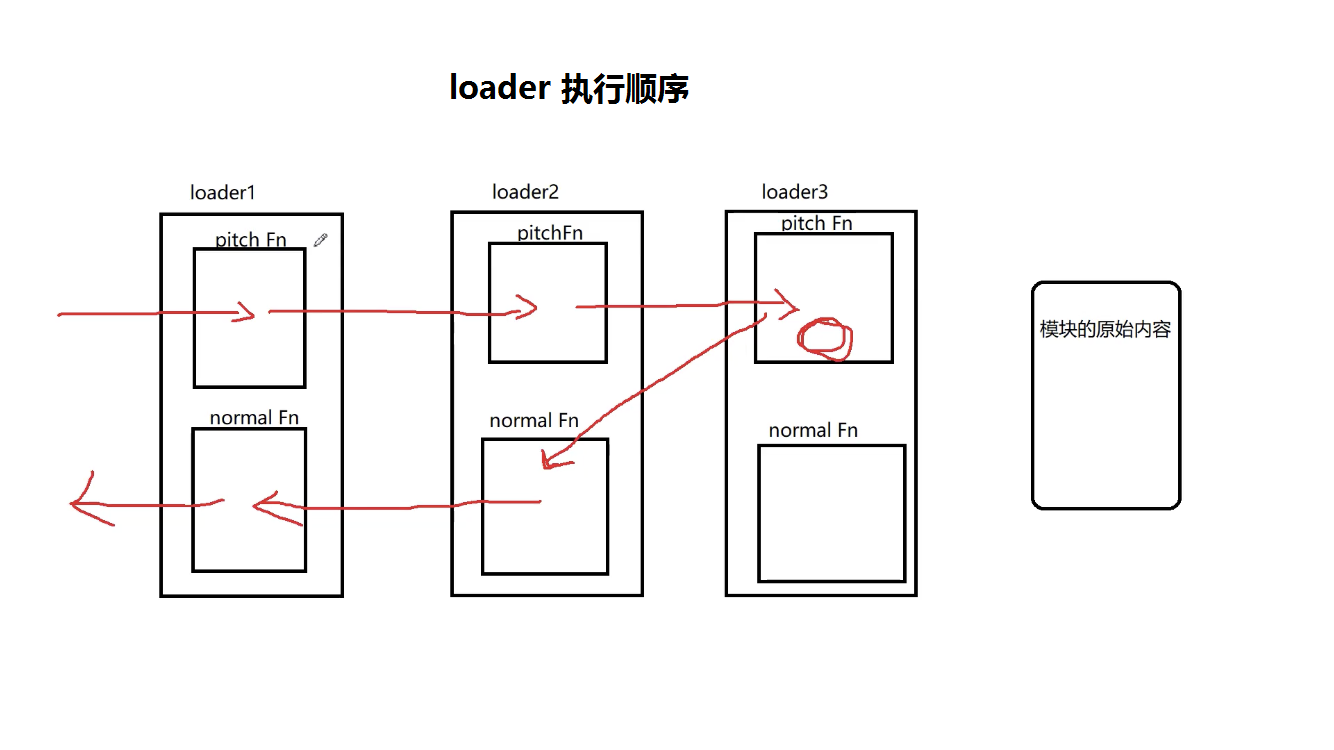 loader 执行顺序
loader1
loader2
loader3
pitch Fn
pitchFn
pitch Fn
模块的原始内容
normal Fn
normal Fn
normal Fn